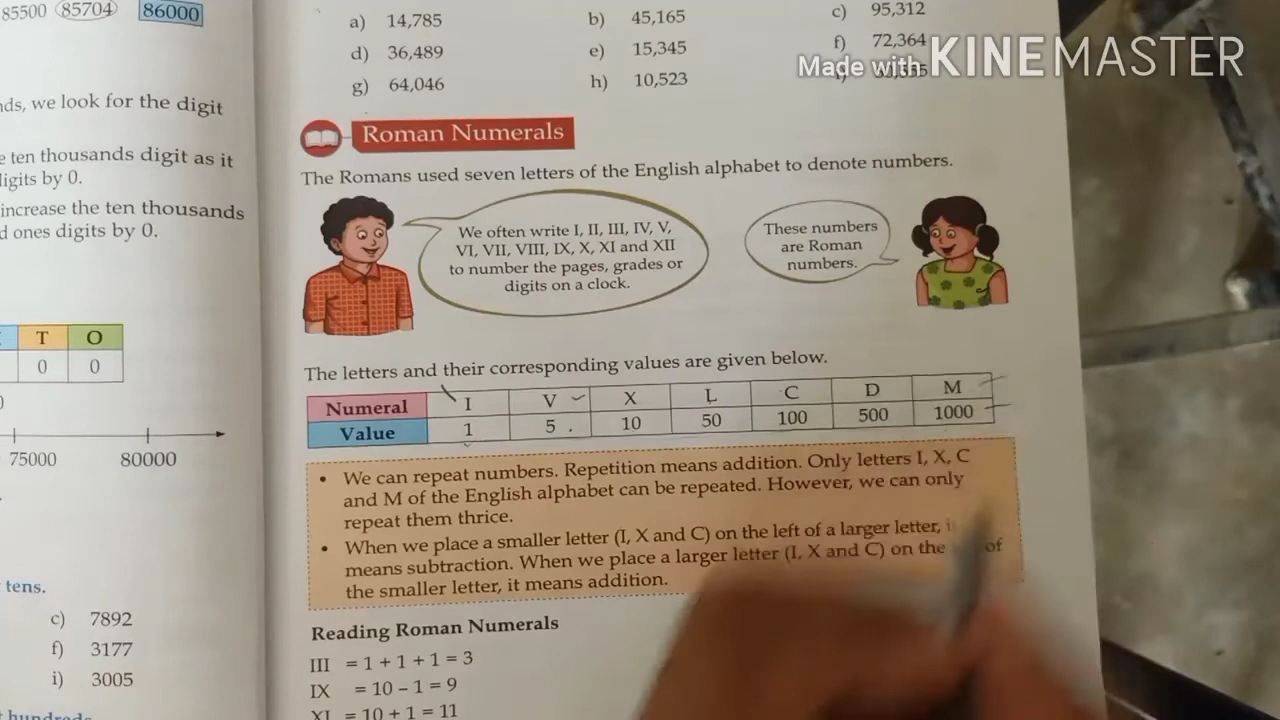 85500 85704 86000
nds, we look for the digit
e ten thousands digit as it
digits by 0.
increase the ten thousands
d ones digits by 0.
T O
0 0
75000 80000
tens.
c) 7892
f) 3177
i) 3005
hundreds.
a) 14,785 b) 45,165 c) 95,312
d) 36,489 e) 15,345 f) 72,364
g) 64,046 h) 10,523
Made with KINEMASTER
Roman Numerals
The Romans used seven letters of the English alphabet to denote numbers.
We often write I, II, III, IV, V,
VI, VII, VIII, IX, X, XI and XII
to number the pages, grades or
digits on a clock.
These numbers
are Roman
numbers.
The letters and their corresponding values are given below.
Numeral I V X L C D M
Value 1 5 10 50 100 500 1000
• We can repeat numbers. Repetition means addition. Only letters I, X, C
and M of the English alphabet can be repeated. However, we can only
repeat them thrice.
• When we place a smaller letter (I, X and C) on the left of a larger letter,
means subtraction. When we place a larger letter (I, X and C) on the of
the smaller letter, it means addition.
Reading Roman Numerals
III = 1 + 1 + 1 = 3
IX = 10 – 1 = 9
XI = 10 + 1 = 11